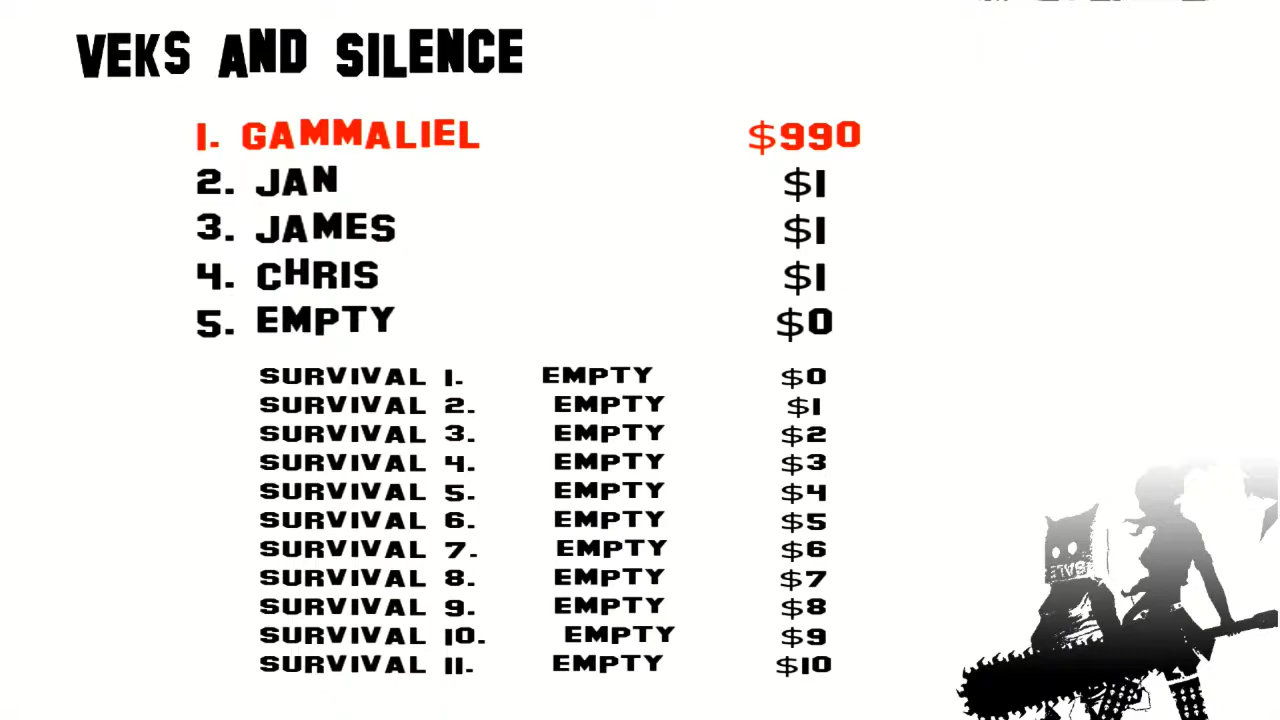 VEKS AND SILENCE
1. GAMMALIEL $990
2. JAN $1
3. JAMES $1
4. CHRIS $1
5. EMPTY $0
SURVIVAL 1. EMPTY $0
SURVIVAL 2. EMPTY $1
SURVIVAL 3. EMPTY $2
SURVIVAL 4. EMPTY $3
SURVIVAL 5. EMPTY $4
SURVIVAL 6. EMPTY $5
SURVIVAL 7. EMPTY $6
SURVIVAL 8. EMPTY $7
SURVIVAL 9. EMPTY $8
SURVIVAL 10. EMPTY $9
SURVIVAL 11. EMPTY $10